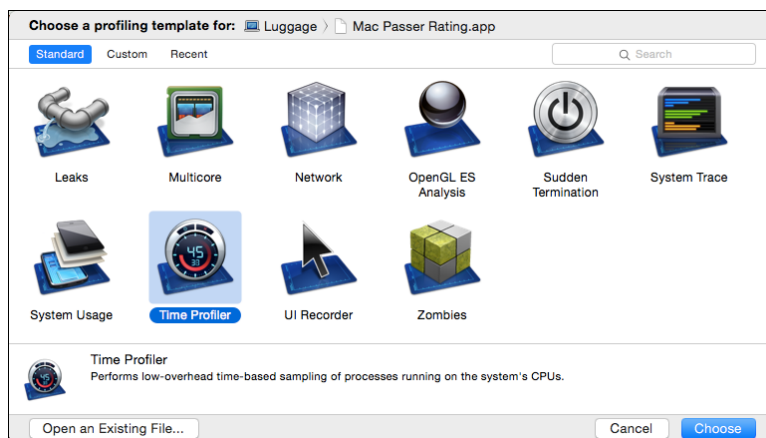 Choose a profiling template for: Luggage 〉 Mac Passer Rating.app
Standard Custom Recent Search
Leaks Multicore Network OpenGL ES Analysis Sudden Termination System Trace
45
33
System Usage Time Profiler UI Recorder Zombies
Time Profiler
Performs low-overhead time-based sampling of processes running on the system's CPUs.
Open an Existing File... Cancel Choose